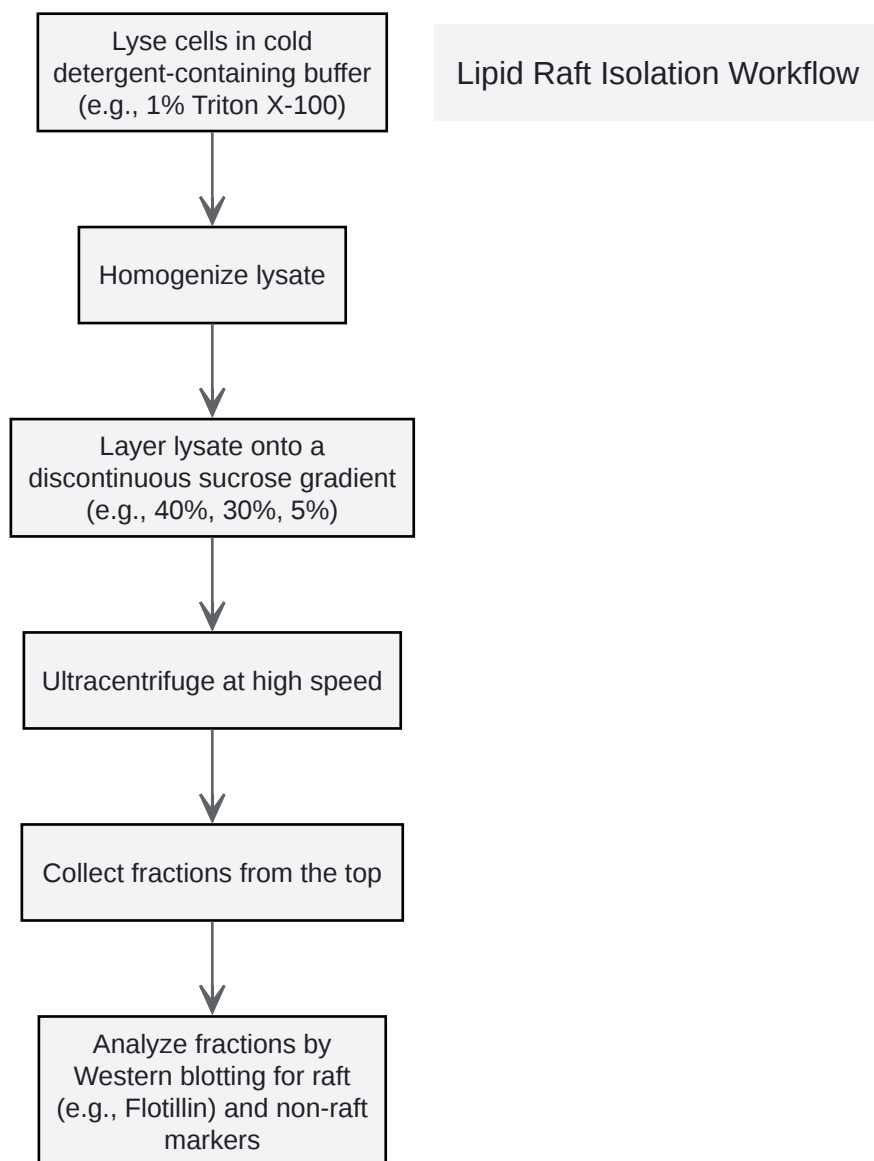 Lyse cells in cold
detergent-containing buffer
(e.g., 1% Triton X-100)
Lipid Raft Isolation Workflow
Homogenize lysate
Layer lysate onto a
discontinuous sucrose gradient
(e.g., 40%, 30%, 5%)
Ultracentrifuge at high speed
Collect fractions from the top
Analyze fractions by
Western blotting for raft
(e.g., Flotillin) and non-raft
markers